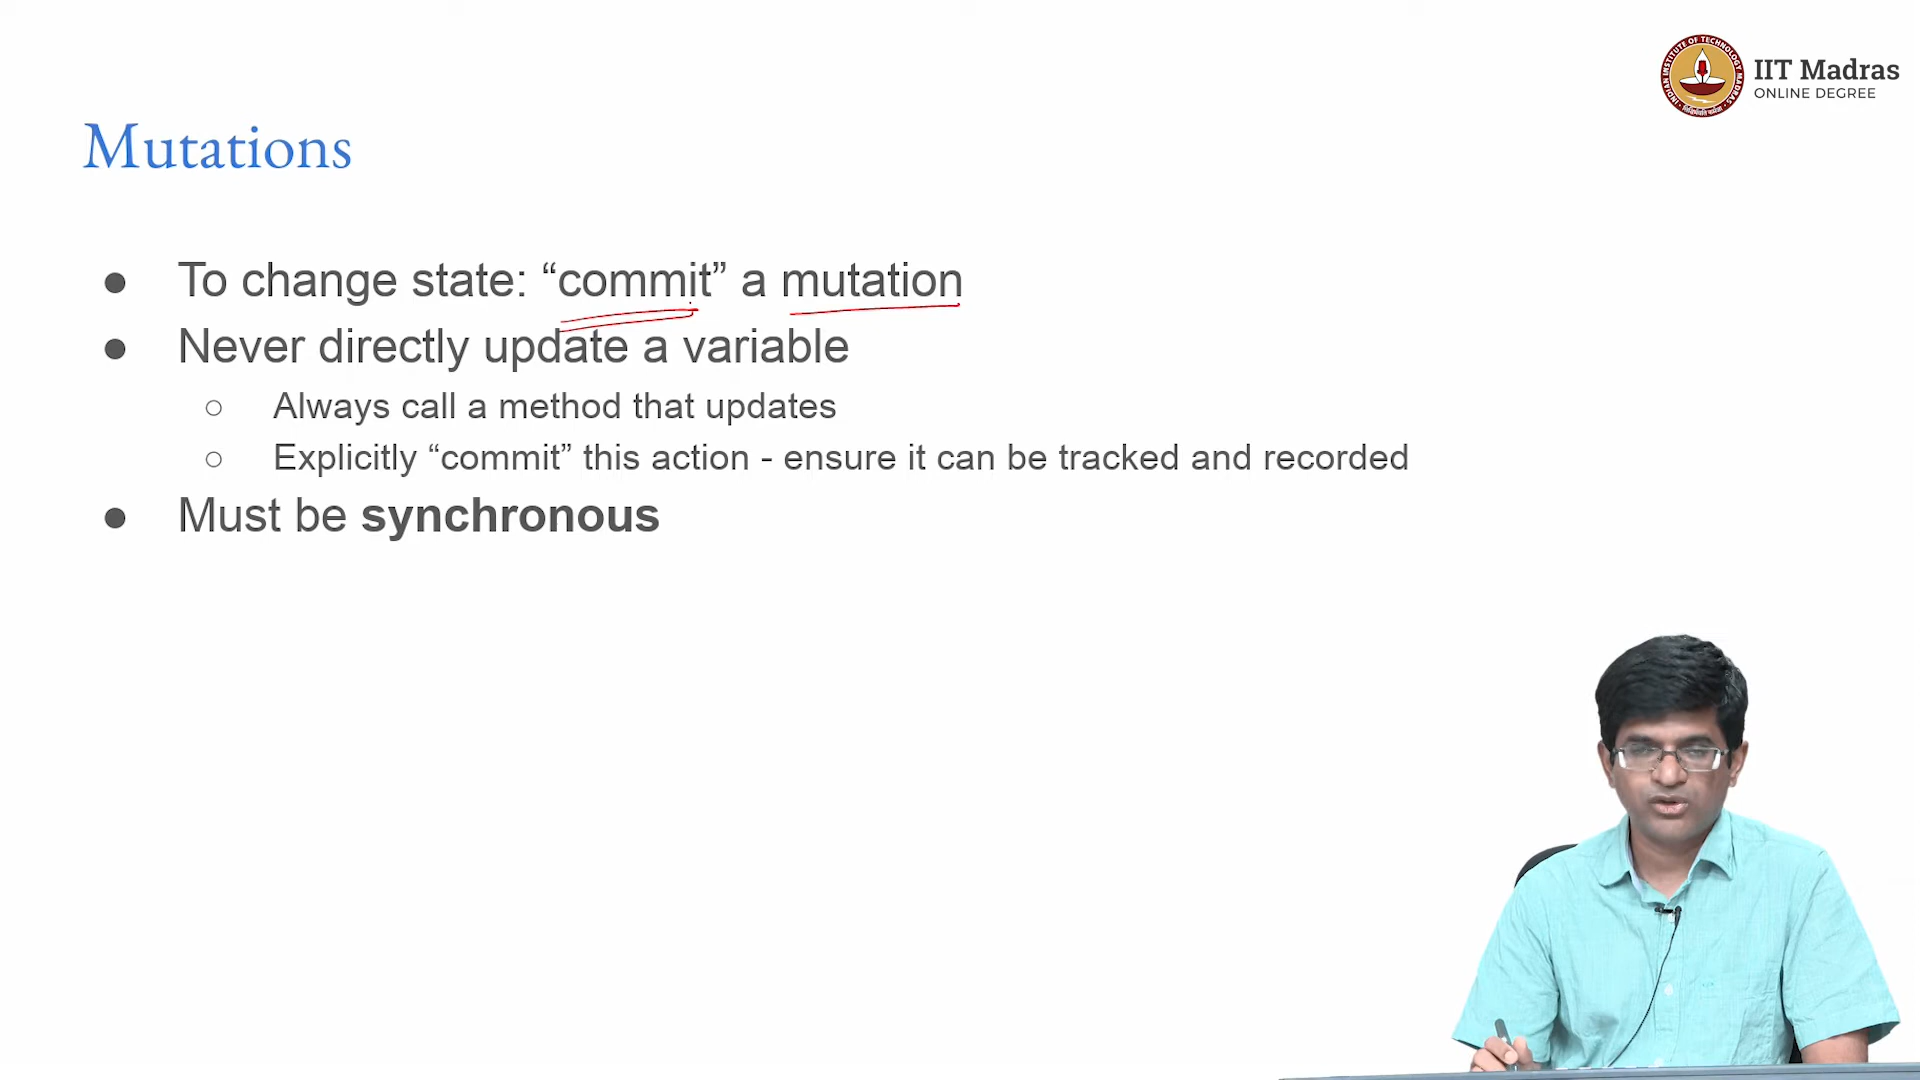 IIT Madras
ONLINE DEGREE
Mutations
● To change state: “commit” a mutation
● Never directly update a variable
○ Always call a method that updates
○ Explicitly “commit” this action - ensure it can be tracked and recorded
● Must be synchronous